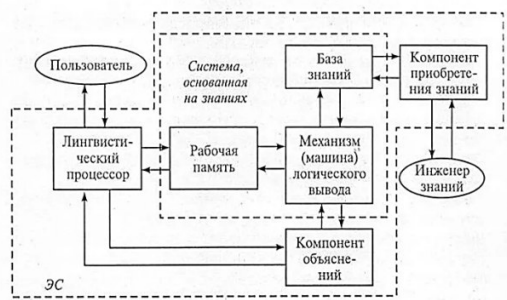 Пользователь
Система,
основанная
на знаниях
База
знаний
Компонент
приобрете-
ния знаний
Лингвисти-
ческий
процессор
Рабочая
память
Механизм
(машина)
логического
вывода
Инженер
знаний
Компонент
объясне-
ний
ЭС